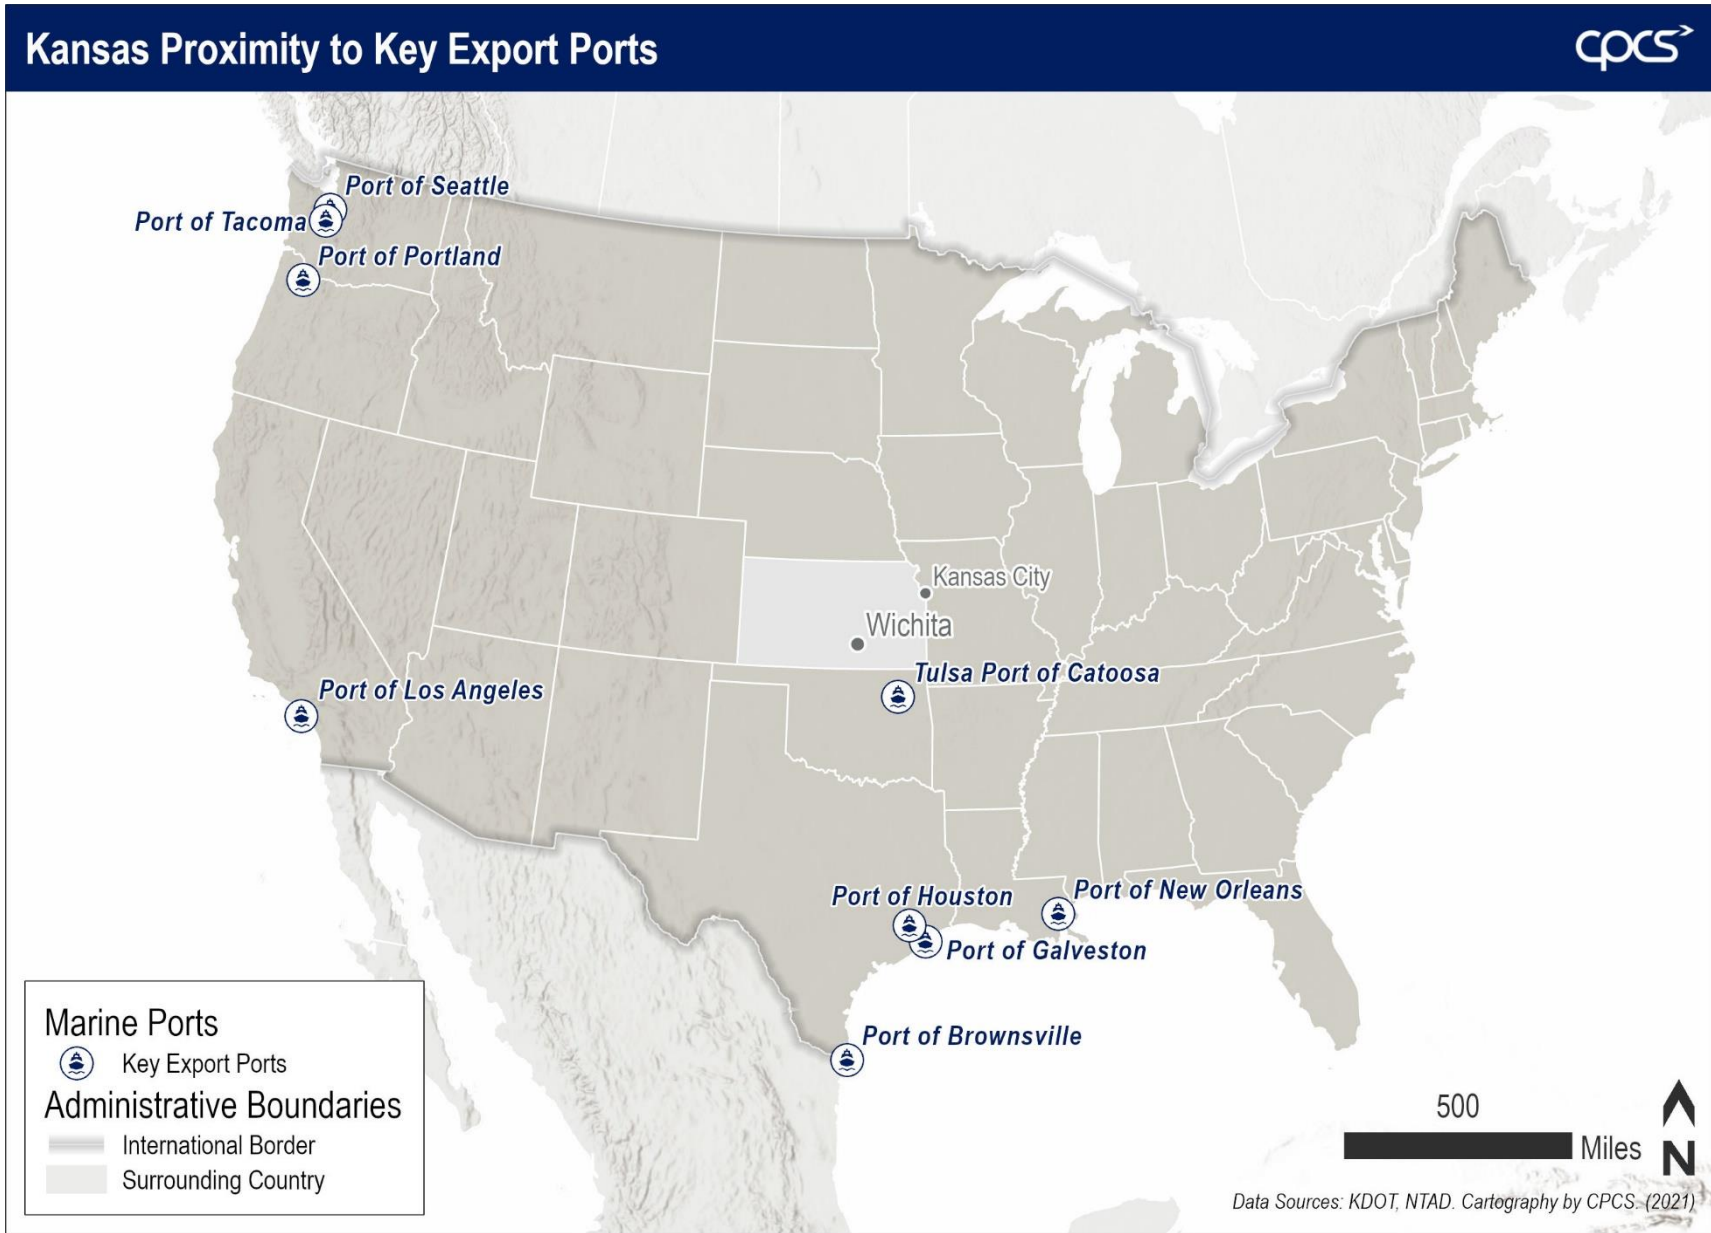 Kansas Proximity to Key Export Ports
cpcs
Port of Seattle
Port of Tacoma
Port of Portland
Kansas City
Wichita
Tulsa Port of Catoosa
Port of Los Angeles
Port of Houston
Port of New Orleans
Port of Galveston
Port of Brownsville
Marine Ports
Key Export Ports
Administrative Boundaries
International Border
Surrounding Country
500
Miles
N
Data Sources: KDOT, NTAD. Cartography by CPCS. (2021)